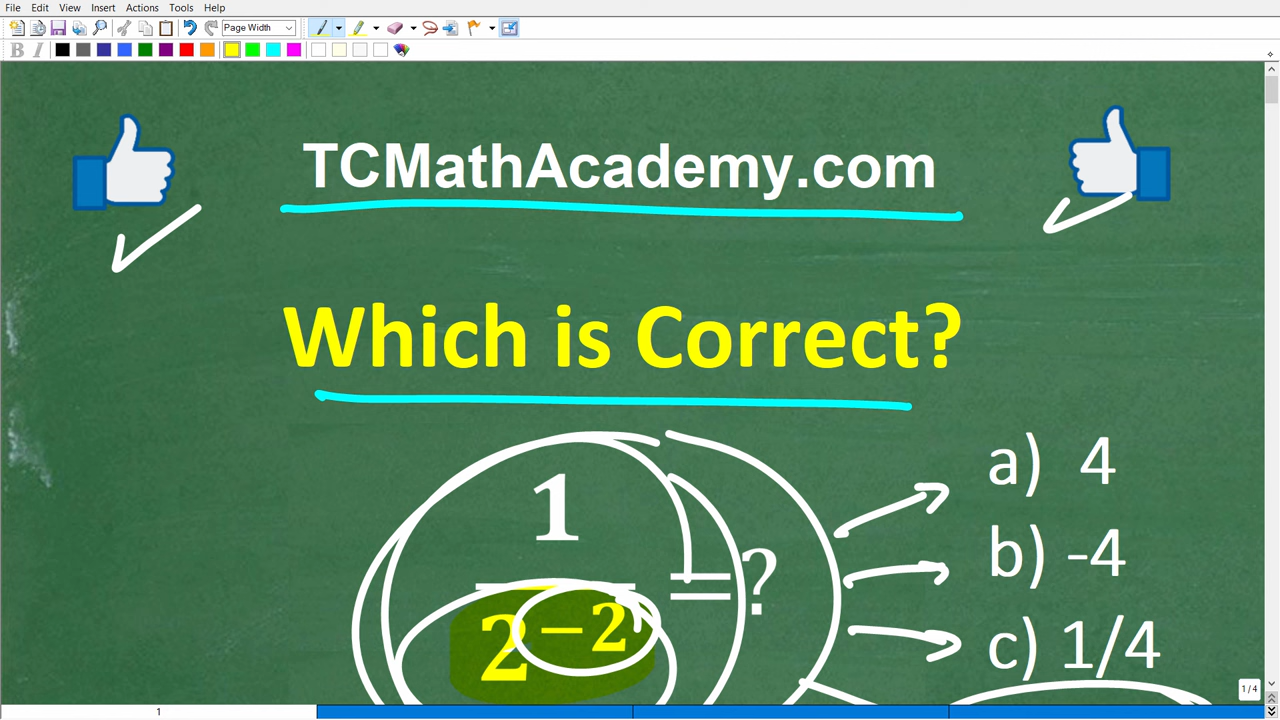 File Edit View Insert Actions Tools Help
Page Width
B I
TCMathAcademy.com
Which is Correct?
1
2⁻² = ?
a) 4
b) -4
c) 1/4
1/4
1